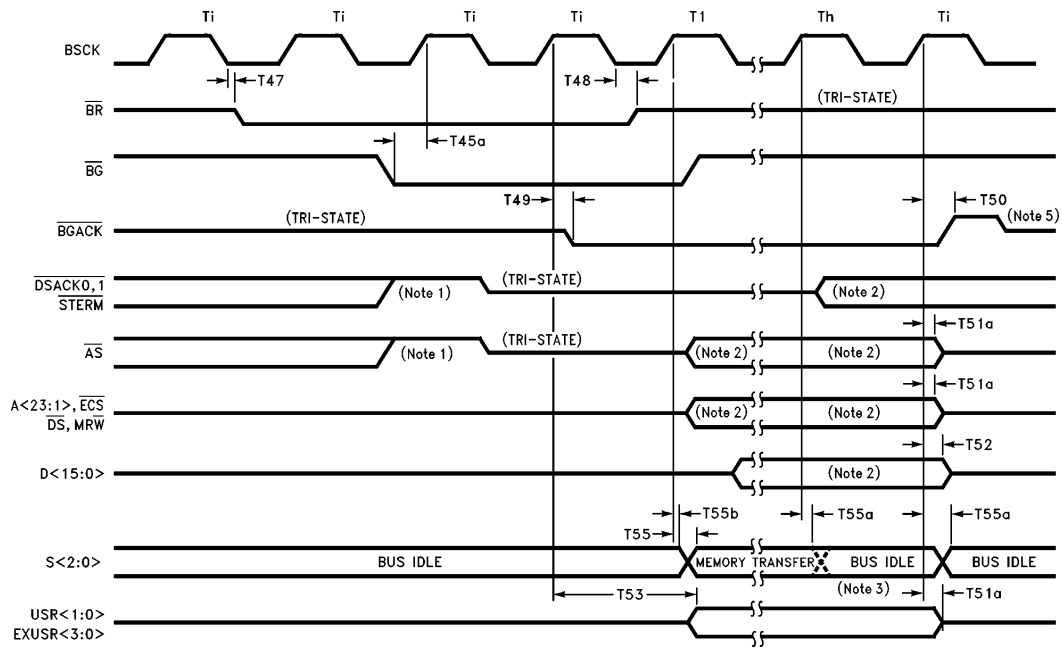 Ti Ti Ti Ti T1 Th Ti
BSCK
T47 T48
BR (TRI-STATE)
T45a
BG
T49 T50
(TRI-STATE) (Note 5)
BGACK
DSACK0,1 (Note 1) (TRI-STATE) (Note 2)
STERM
T51a
(TRI-STATE)
AS (Note 1) (Note 2) (Note 2)
T51a
A<23:1>, ECS (Note 2) (Note 2)
DS, MRW
T52
D<15:0> (Note 2)
T55b T55a T55a
T55
S<2:0> BUS IDLE MEMORY TRANSFER BUS IDLE BUS IDLE
(Note 3)
T53 T51a
USR<1:0>
EXUSR<3:0>